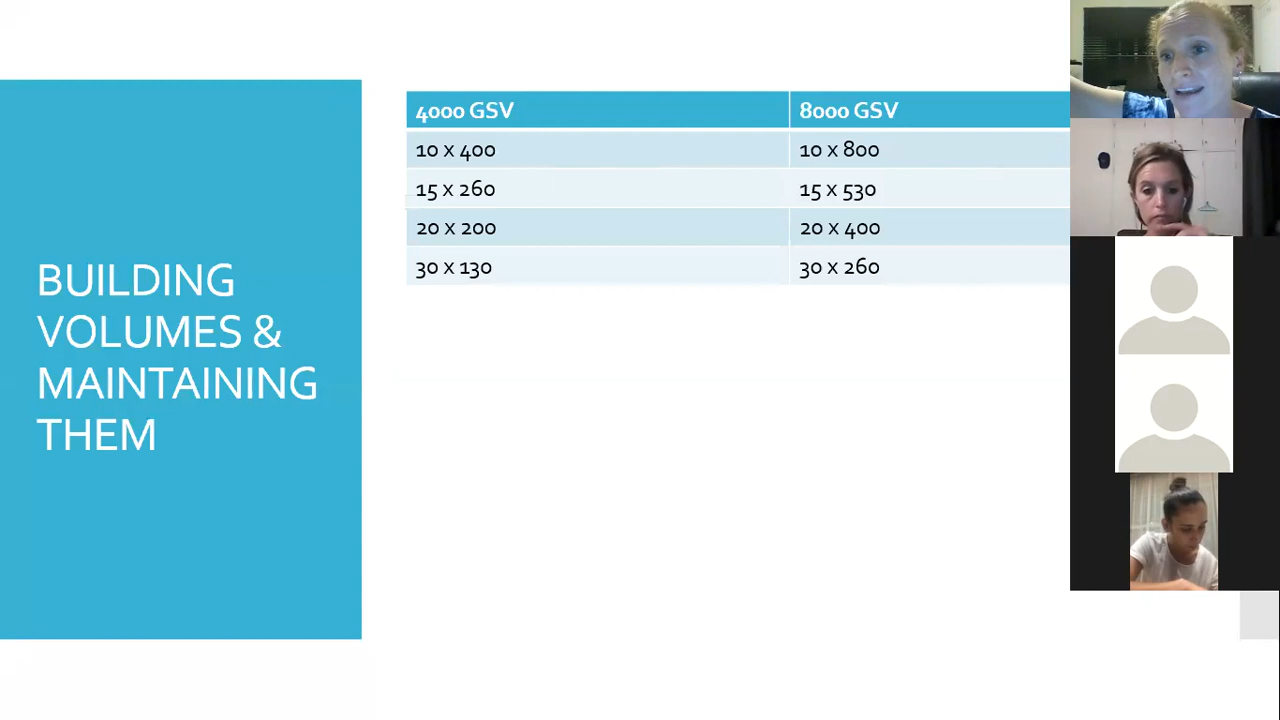 BUILDING
VOLUMES &
MAINTAINING
THEM
4000 GSV 8000 GSV
10 x 400 10 x 800
15 x 260 15 x 530
20 x 200 20 x 400
30 x 130 30 x 260